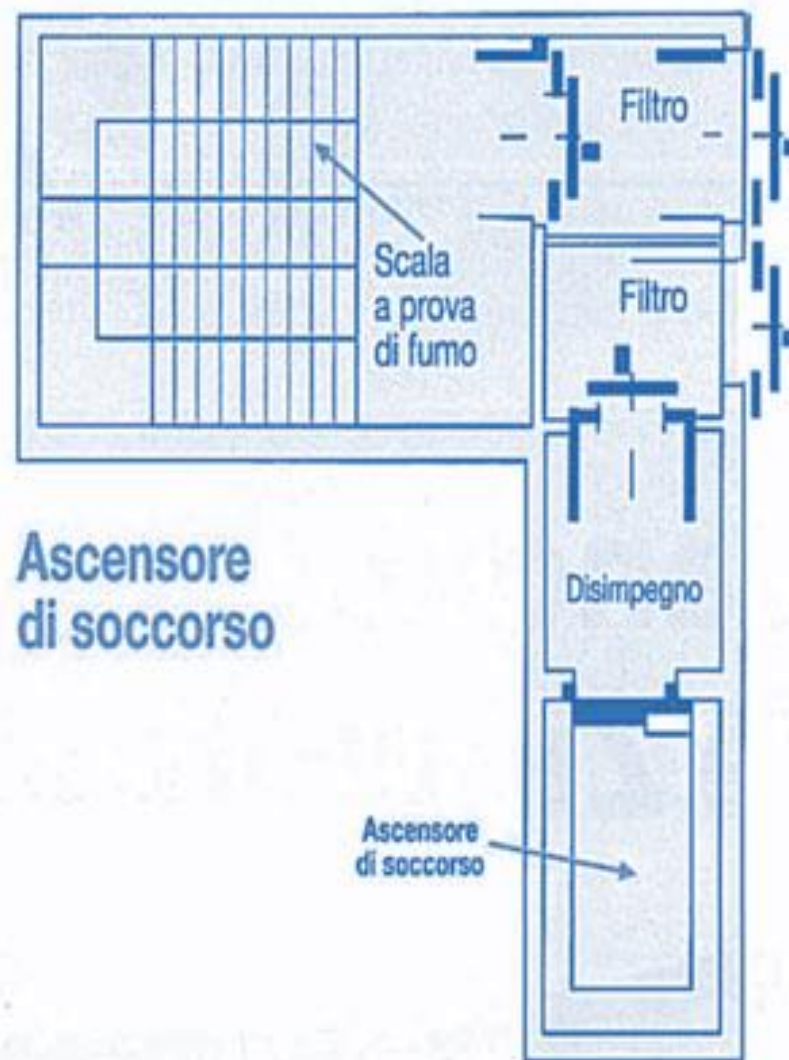 Filtro
Scala
a prova
di fumo
Filtro
Ascensore
di soccorso
Disimpegno
Ascensore
di soccorso